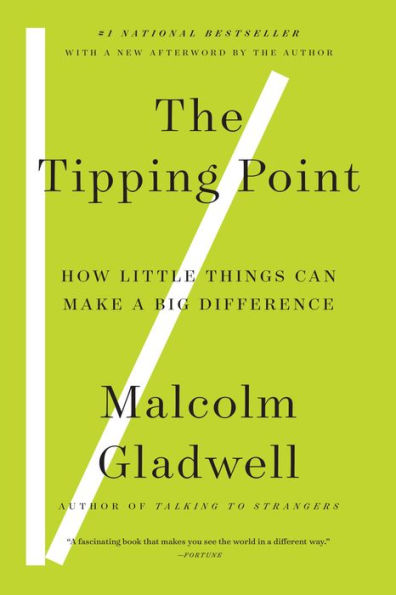 #1 NATIONAL BESTSELLER
WITH A NEW AFTERWORD BY THE AUTHOR
The
Tipping Point
HOW LITTLE THINGS CAN
MAKE A BIG DIFFERENCE
Malcolm
Gladwell
AUTHOR OF TALKING TO STRANGERS
“A fascinating book that makes you see the world in a different way.”
—FORTUNE